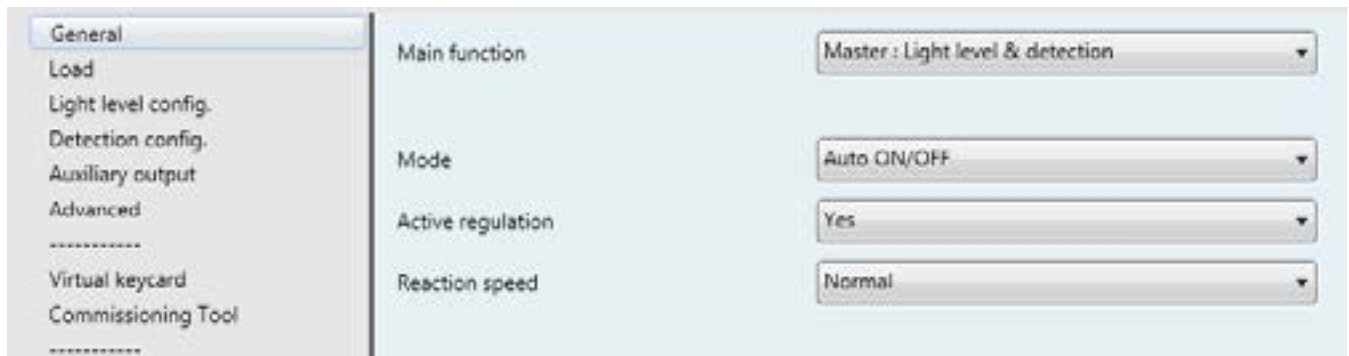 General
Load
Light level config.
Detection config.
Auxiliary output
Advanced
-----------
Virtual keycard
Commissioning Tool
-----------
Main function
Master : Light level & detection
Mode
Auto ON/OFF
Active regulation
Yes
Reaction speed
Normal